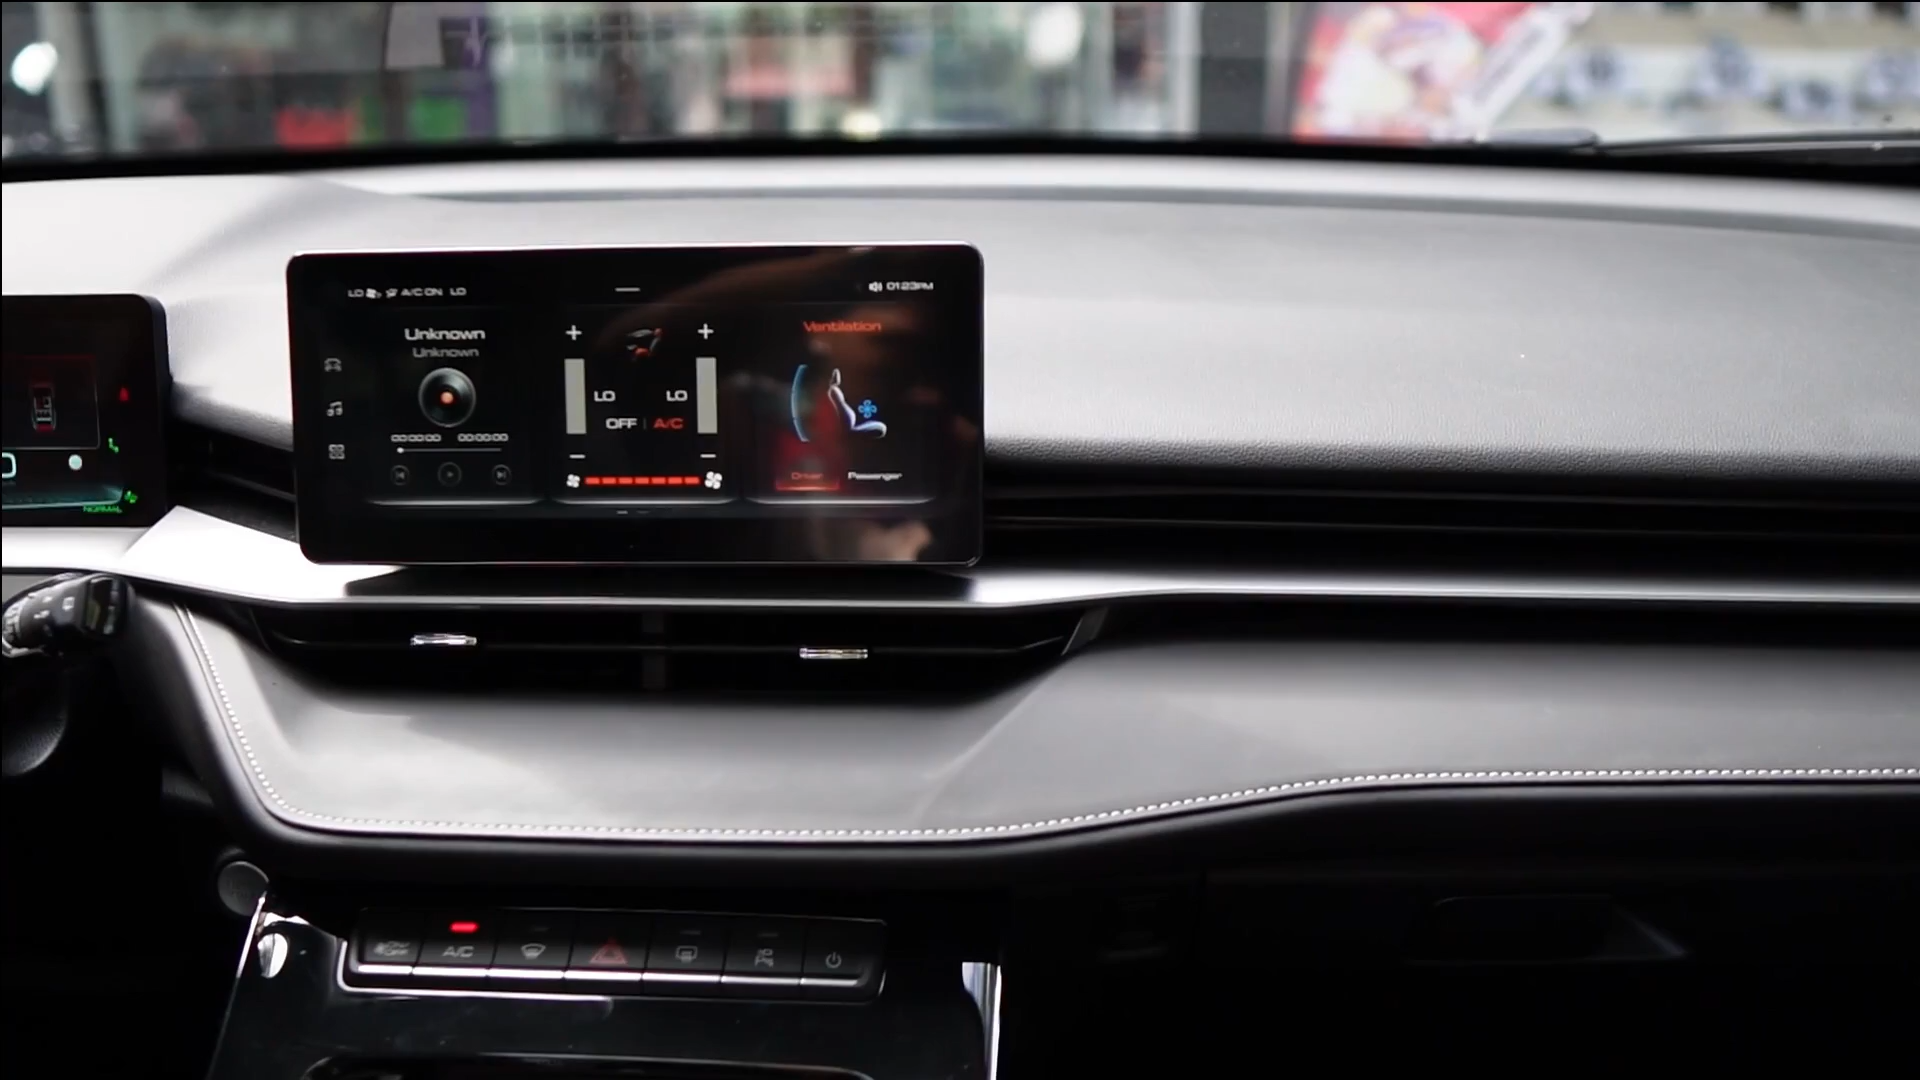 LO A/C ON LO
01:23PM
Unknown
Unknown
00:00:00 00:00:00
+ +
LO LO
OFF | A/C
- -
Ventilation
Driver Passenger
NORMAL
A/C